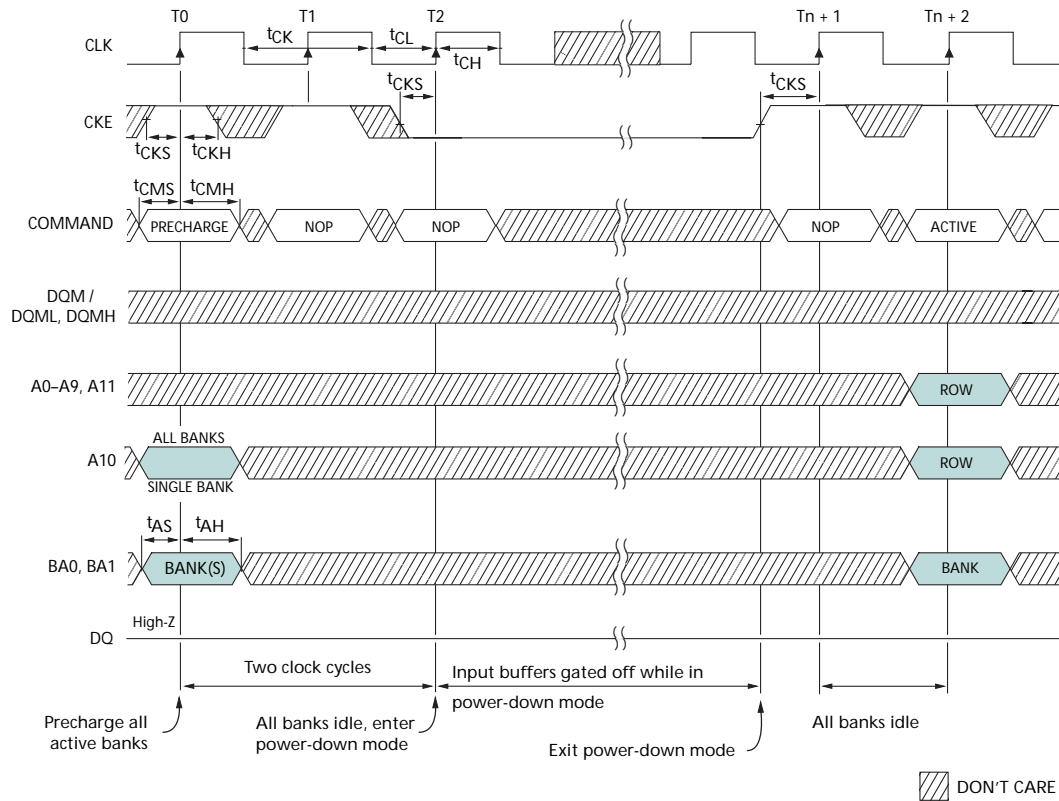 T0 T1 T2 Tn + 1 Tn + 2
CLK
tCK tCL
tCH
tCKS tCKS
CKE
tCKS tCKH
tCMS tCMH
COMMAND PRECHARGE NOP NOP NOP ACTIVE
DQM /
DQML, DQMH
A0–A9, A11 ROW
ALL BANKS
A10 ROW
SINGLE BANK
tAS tAH
BA0, BA1 BANK(S) BANK
High-Z
DQ
Two clock cycles
Input buffers gated off while in
power-down mode
Precharge all
active banks
All banks idle, enter
power-down mode
Exit power-down mode
All banks idle
DON'T CARE